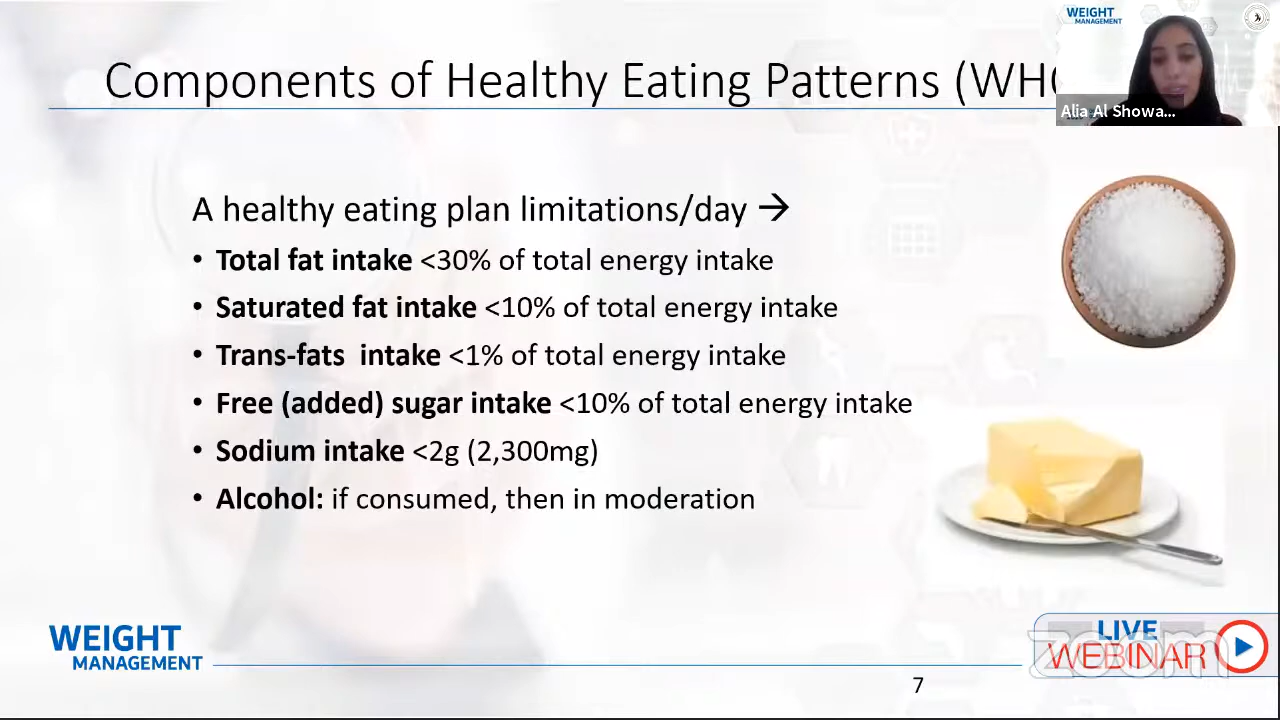 WEIGHT
MANAGEMENT
Components of Healthy Eating Patterns (WHO
Alia Al Showa...
A healthy eating plan limitations/day →
• Total fat intake <30% of total energy intake
• Saturated fat intake <10% of total energy intake
• Trans-fats intake <1% of total energy intake
• Free (added) sugar intake <10% of total energy intake
• Sodium intake <2g (2,300mg)
• Alcohol: if consumed, then in moderation
WEIGHT
MANAGEMENT
LIVE
WEBINAR
zoom
7